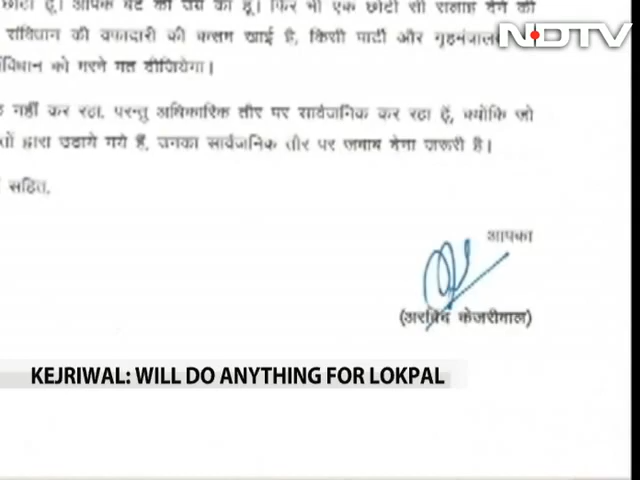 NDTV
छोटा हूँ। आपके बेटे की उम्र का हूँ। फिर भी एक छोटी सी सलाह देने की
संविधान की वफादारी की कसम खाई है, किसी पार्टी और गृहमंत्रालय
संविधान को मरने मत दीजियेगा।
नहीं कर रहा, परन्तु अधिकारिक तौर पर सार्वजनिक कर रहा हूँ, क्योंकि जो
द्वारा उठाये गये हैं, उनका सार्वजनिक तौर पर जवाब देना जरूरी है।
सहित,
आपका
(अरविंद केजरीवाल)
KEJRIWAL: WILL DO ANYTHING FOR LOKPAL